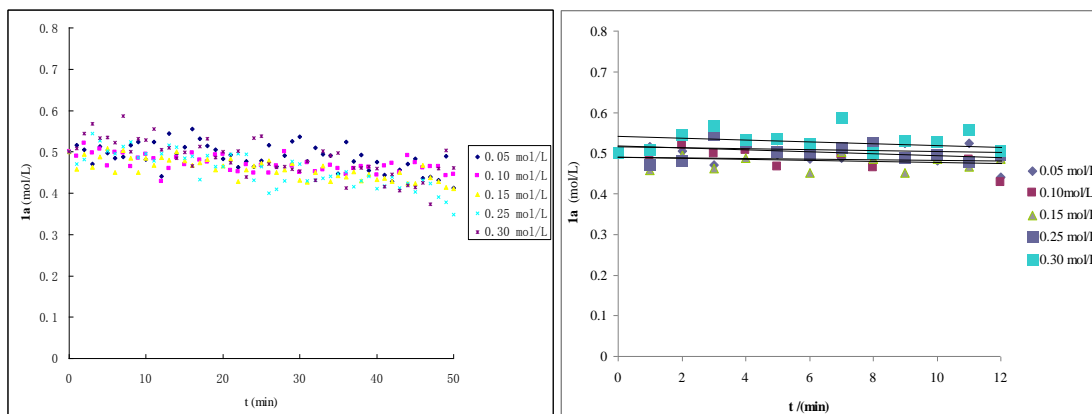 0.8
0.7
0.6
0.5
0.4
0.3
0.2
0.1
0
1a (mol/L)
0 10 20 30 40 50
t (min)
0.05 mol/L
0.10 mol/L
0.15 mol/L
0.25 mol/L
0.30 mol/L
0.8
0.7
0.6
0.5
0.4
0.3
0.2
0.1
0
1a (mol/L)
0 2 4 6 8 10 12
t /(min)
0.05 mol/l
0.10mol/L
0.15 mol/l
0.25 mol/l
0.30 mol/l